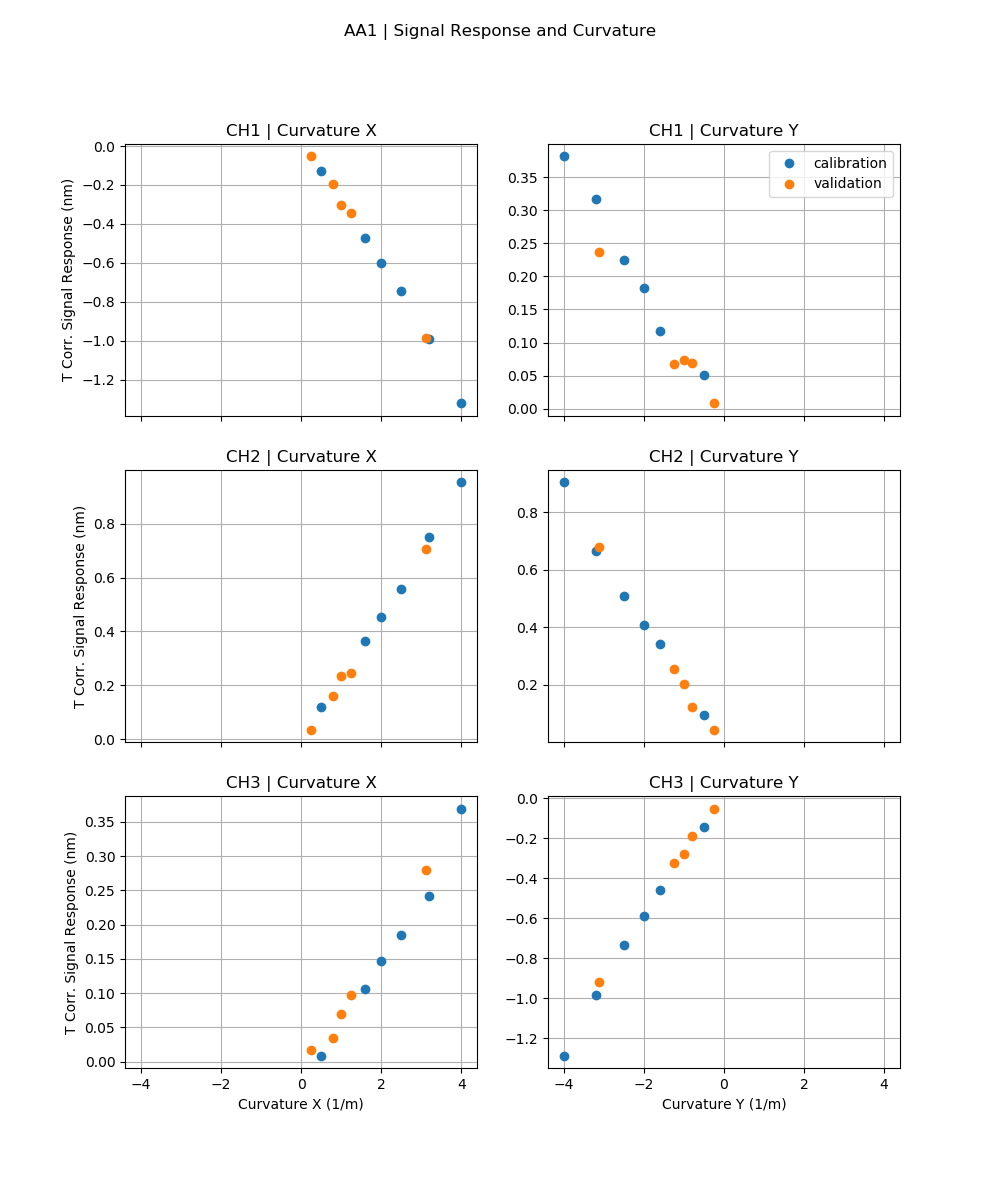 AA1 | Signal Response and Curvature
CH1 | Curvature X
T Corr. Signal Response (nm)
0.0
−0.2
−0.4
−0.6
−0.8
−1.0
−1.2
CH1 | Curvature Y
calibration
validation
0.35
0.30
0.25
0.20
0.15
0.10
0.05
0.00
CH2 | Curvature X
T Corr. Signal Response (nm)
0.8
0.6
0.4
0.2
0.0
CH2 | Curvature Y
0.8
0.6
0.4
0.2
CH3 | Curvature X
T Corr. Signal Response (nm)
0.35
0.30
0.25
0.20
0.15
0.10
0.05
0.00
−4 −2 0 2 4
Curvature X (1/m)
CH3 | Curvature Y
0.0
−0.2
−0.4
−0.6
−0.8
−1.0
−1.2
−4 −2 0 2 4
Curvature Y (1/m)